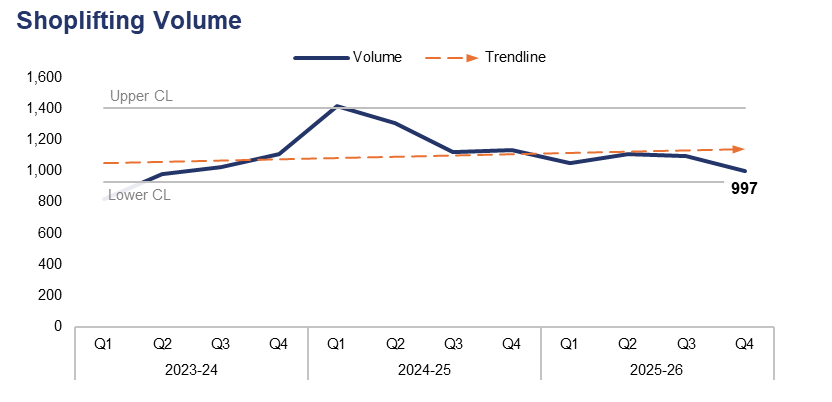 Shoplifting Volume
Volume Trendline
1,600
1,400
1,200
1,000
800
600
400
200
0
Upper CL
Lower CL
997
Q1 Q2 Q3 Q4 Q1 Q2 Q3 Q4 Q1 Q2 Q3 Q4
2023-24 2024-25 2025-26